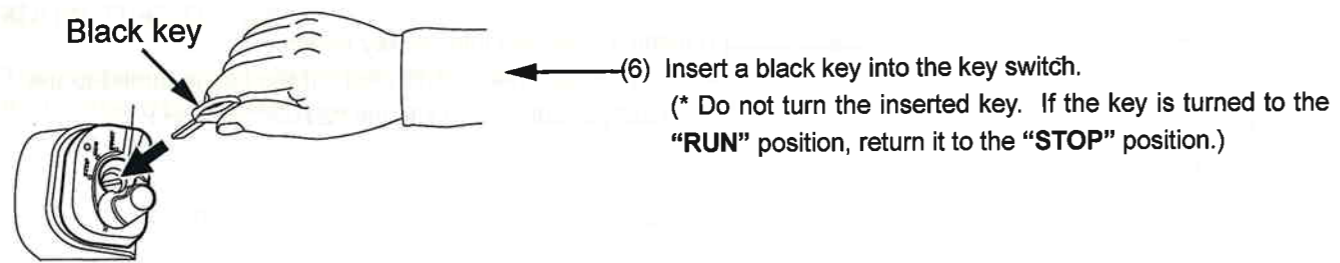 Black key
(6) Insert a black key into the key switch.
(* Do not turn the inserted key. If the key is turned to the
"RUN" position, return it to the "STOP" position.)